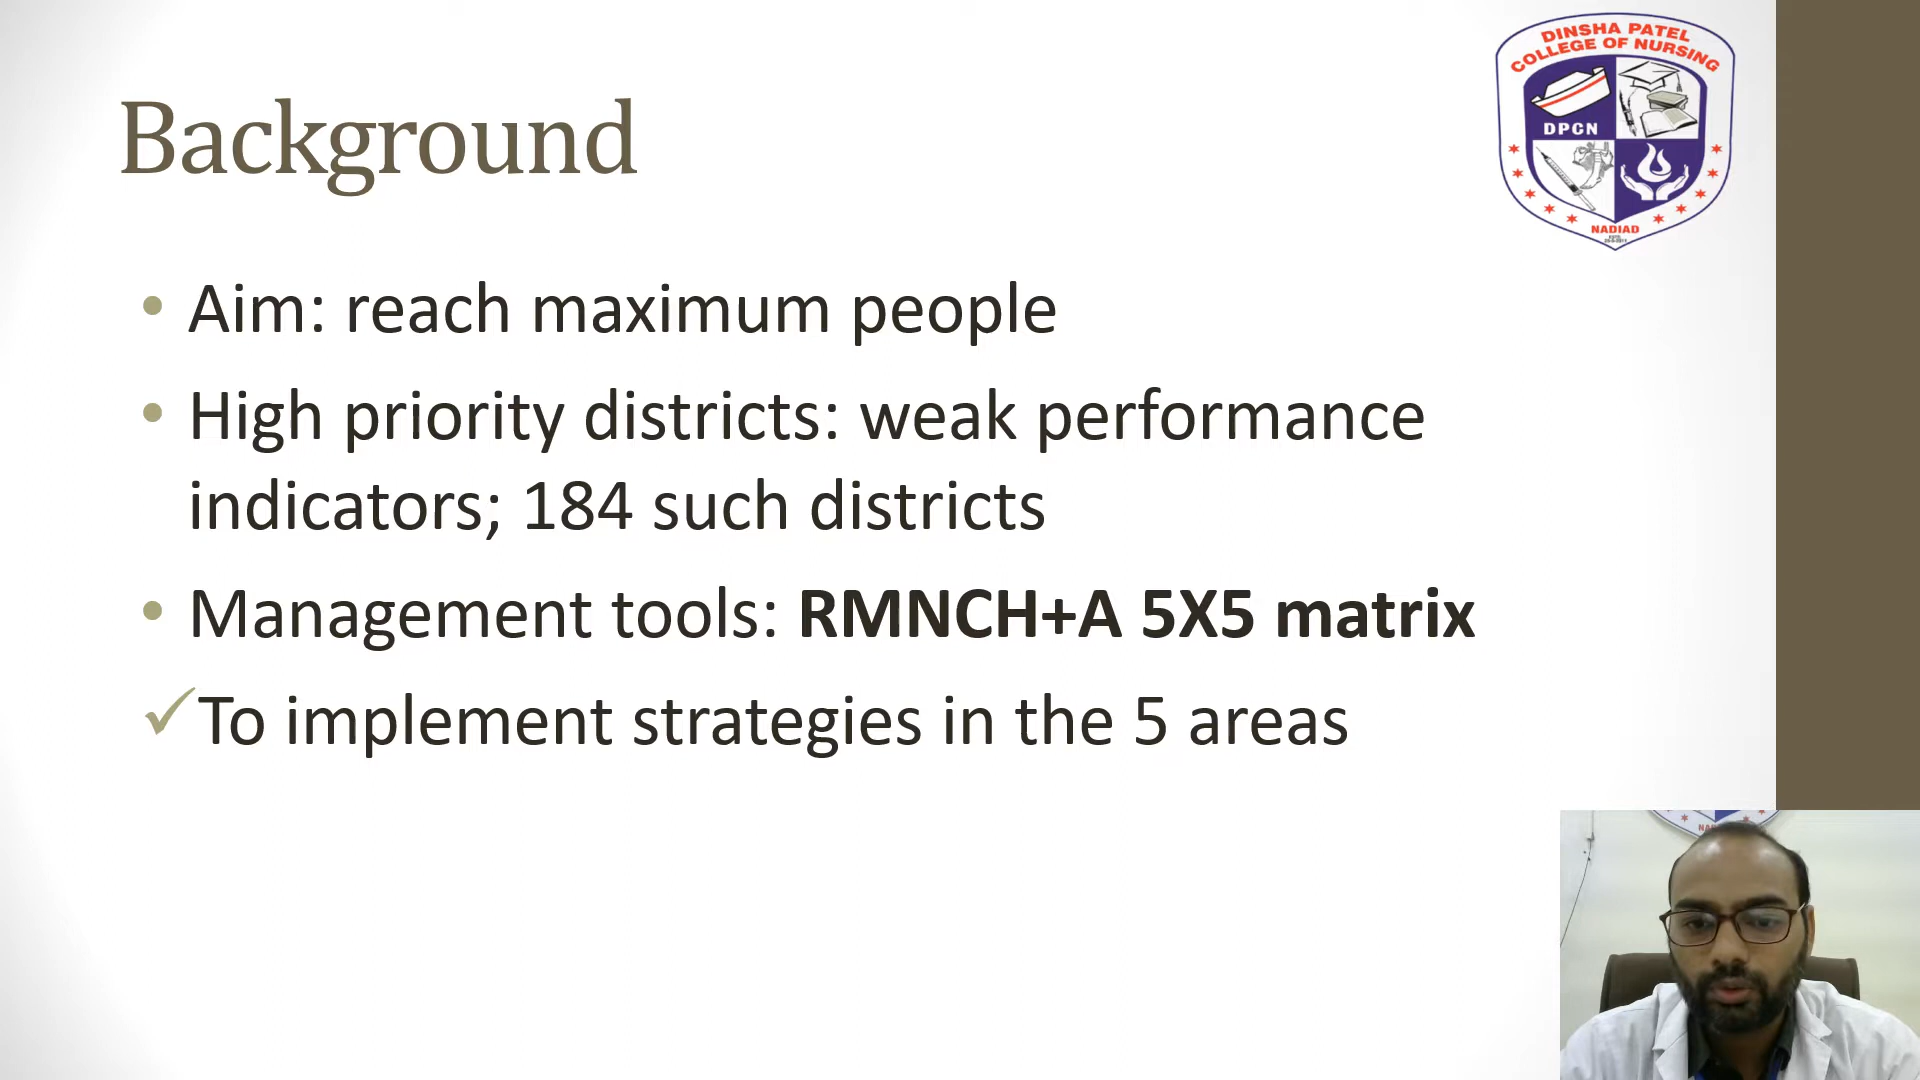 DINSHA PATEL
COLLEGE OF NURSING
DPCN
NADIAD
Background
• Aim: reach maximum people
• High priority districts: weak performance
indicators; 184 such districts
• Management tools: RMNCH+A 5X5 matrix
✓To implement strategies in the 5 areas